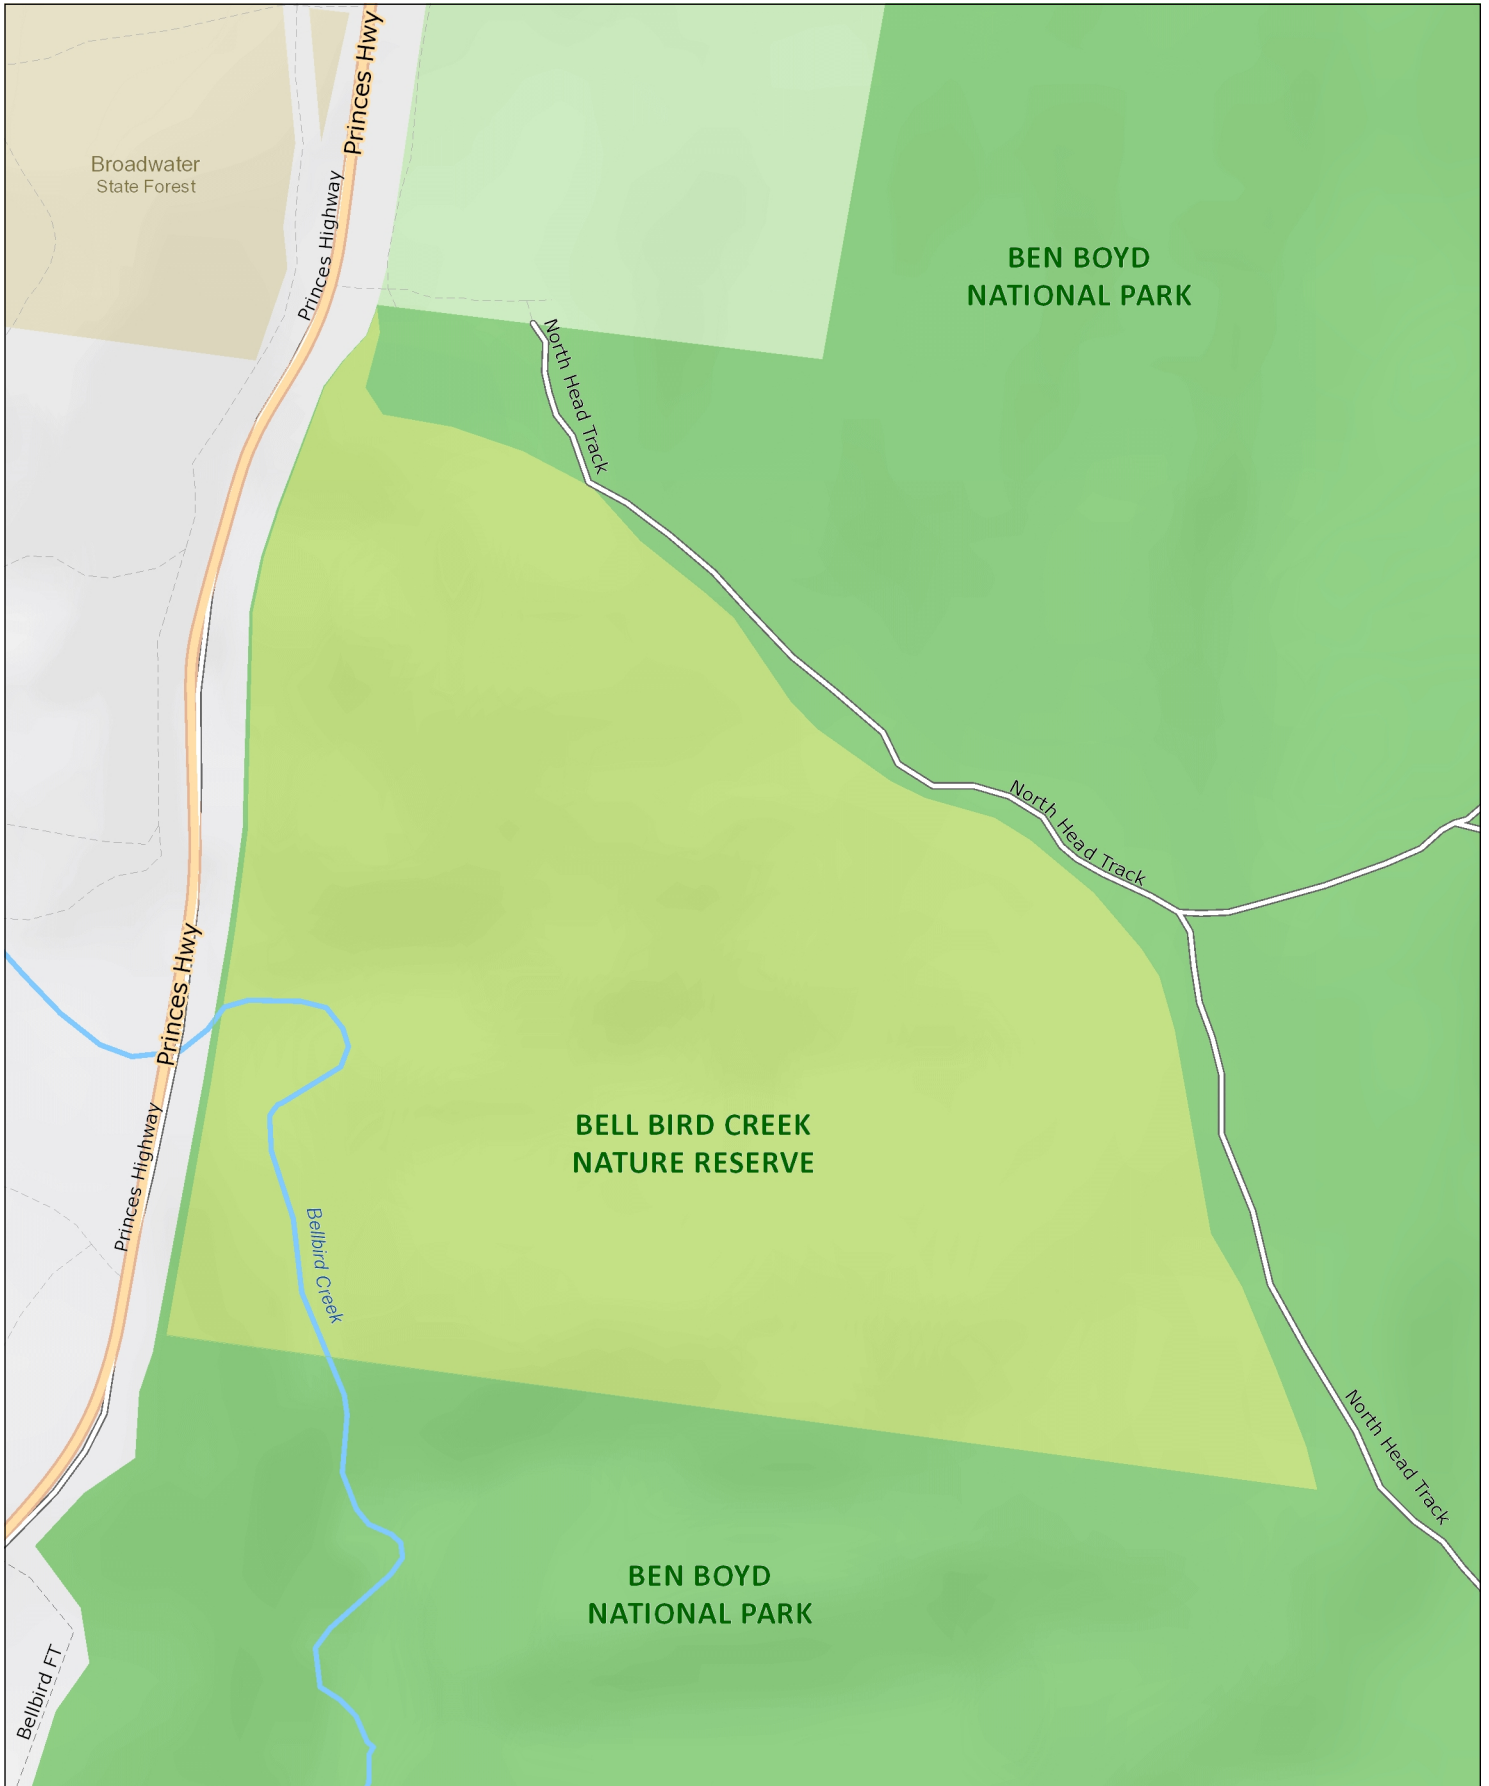 Princes Hwy
Broadwater
State Forest
Princes Highway
BEN BOYD
NATIONAL PARK
North Head Track
North Head Track
Princes Hwy
BELL BIRD CREEK
NATURE RESERVE
Princes Highway
Bellbird Creek
North Head Track
BEN BOYD
NATIONAL PARK
Bellbird FT